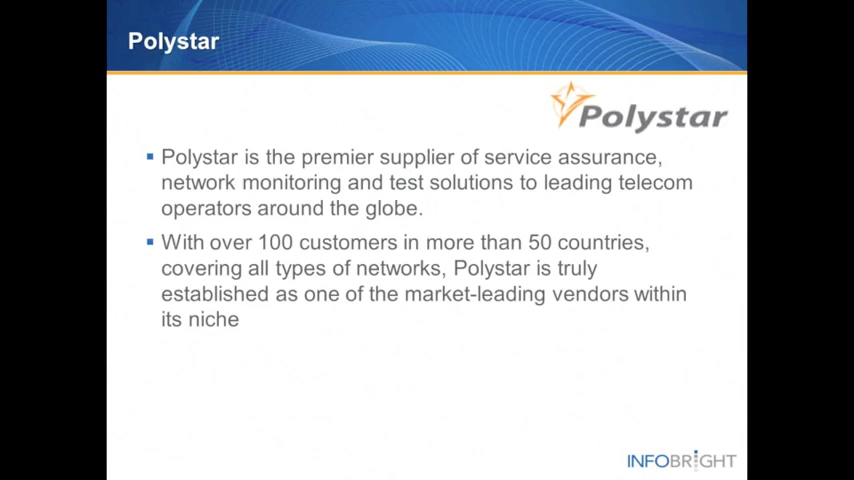 Polystar
Polystar
Polystar is the premier supplier of service assurance,
network monitoring and test solutions to leading telecom
operators around the globe.
With over 100 customers in more than 50 countries,
covering all types of networks, Polystar is truly
established as one of the market-leading vendors within
its niche
INFOBRIGHT